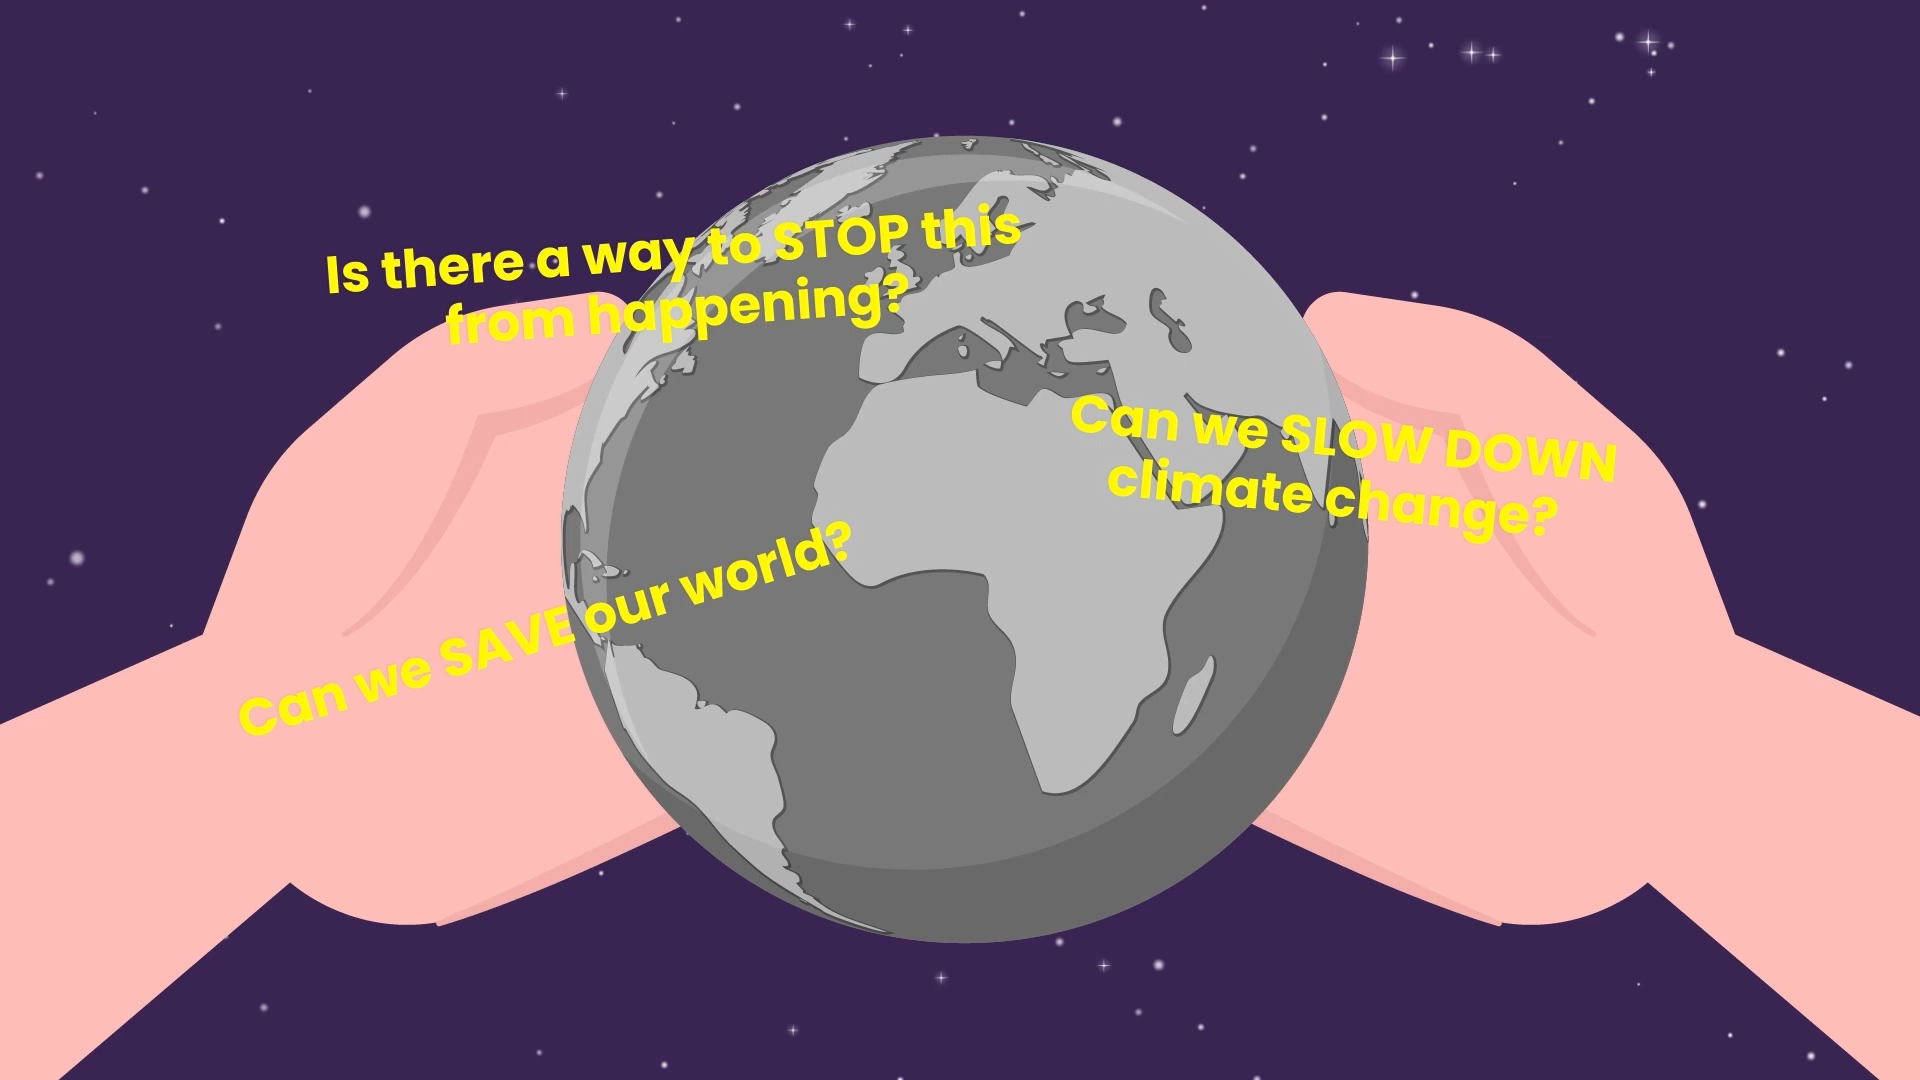 Is there a way to STOP this
from happening?
Can we SLOW DOWN
climate change?
Can we SAVE our world?